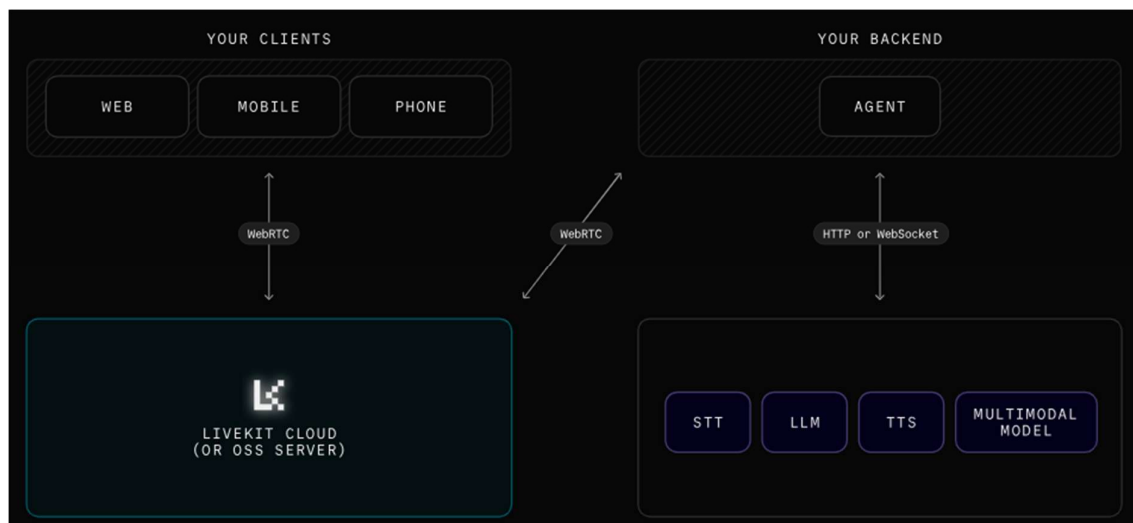 YOUR CLIENTS
YOUR BACKEND
WEB
MOBILE
PHONE
AGENT
WebRTC
WebRTC
HTTP or WebSocket
LIVEKIT CLOUD
(OR OSS SERVER)
STT
LLM
TTS
MULTIMODAL
MODEL